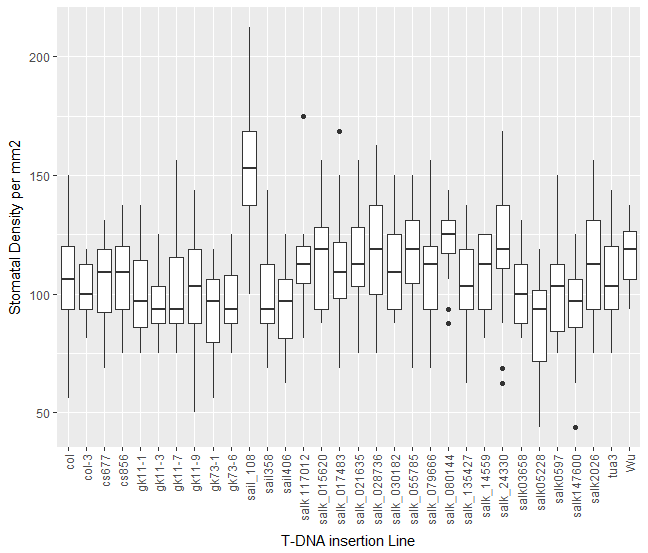 Stomatal Density per mm2
200
150
100
50
col
col-3
cs677
cs856
gk11-1
gk11-3
gk11-7
gk11-9
gk73-1
gk73-6
sail_108
sail358
sail406
salk117012
salk_015620
salk_017483
salk_021635
salk_028736
salk_030182
salk_055785
salk_079666
salk_080144
salk_135427
salk_14559
salk_24330
salk03658
salk05228
salk0597
salk147600
salk2026
tua3
Wu
T-DNA insertion Line